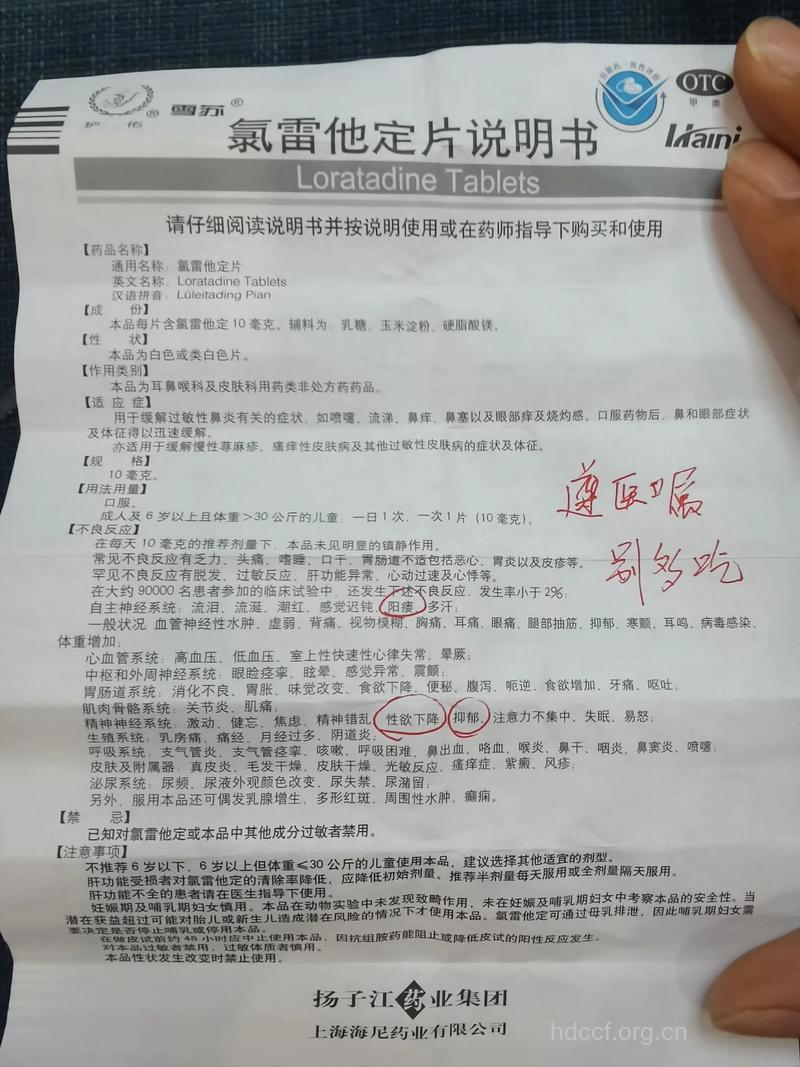 护佑® 雪苏®
仿制药一致性评价
OTC
甲类
Haini
氯雷他定片说明书
Loratadine Tablets
请仔细阅读说明书并按说明使用或在药师指导下购买和使用
【药品名称】
通用名称：氯雷他定片
英文名称：Loratadine Tablets
汉语拼音：Lüleitading Pian
【成　份】
本品每片含氯雷他定 10 毫克。辅料为：乳糖、玉米淀粉、硬脂酸镁。
【性　状】
本品为白色或类白色片。
【作用类别】
本品为耳鼻喉科及皮肤科用药类非处方药药品。
【适 应 症】
用于缓解过敏性鼻炎有关的症状，如喷嚏、流涕、鼻痒、鼻塞以及眼部痒及烧灼感。口服药物后，鼻和眼部症状
及体征得以迅速缓解。
亦适用于缓解慢性荨麻疹、瘙痒性皮肤病及其他过敏性皮肤病的症状及体征。
【规　格】
10 毫克。
【用法用量】
口服。
成人及 6 岁以上且体重＞30 公斤的儿童：一日 1 次，一次 1 片（10 毫克）。
遵医嘱
别多吃
【不良反应】
在每天 10 毫克的推荐剂量下，本品未见明显的镇静作用。
常见不良反应有乏力、头痛、嗜睡、口干、胃肠道不适包括恶心、胃炎以及皮疹等。
罕见不良反应有脱发、过敏反应、肝功能异常、心动过速及心悸等。
在大约 90000 名患者参加的临床试验中，还发生下述不良反应，发生率小于 2%：
自主神经系统：流泪、流涎、潮红、感觉迟钝、阳痿、多汗；
一般状况：血管神经性水肿、虚弱、背痛、视物模糊、胸痛、耳痛、眼痛、腿部抽筋、抑郁、寒颤、耳鸣、病毒感染、
体重增加；
心血管系统：高血压、低血压、室上性快速性心律失常、晕厥；
中枢和外周神经系统：眼睑痉挛、眩晕、感觉异常、震颤；
胃肠道系统：消化不良、胃胀、味觉改变、食欲下降、便秘、腹泻、呃逆、食欲增加、牙痛、呕吐；
肌肉骨骼系统：关节炎、肌痛；
精神神经系统：激动、健忘、焦虑、精神错乱、性欲下降、抑郁、注意力不集中、失眠、易怒；
生殖系统：乳房痛、痛经、月经过多、阴道炎；
呼吸系统：支气管炎、支气管痉挛、咳嗽、呼吸困难、鼻出血、咯血、喉炎、鼻干、咽炎、鼻窦炎、喷嚏；
皮肤及附属器：真皮炎、毛发干燥、皮肤干燥、光敏反应、瘙痒症、紫癜、风疹；
泌尿系统：尿频、尿液外观颜色改变、尿失禁、尿潴留；
另外，服用本品还可偶发乳腺增生、多形红斑、周围性水肿、癫痫。
【禁　忌】
已知对氯雷他定或本品中其他成分过敏者禁用。
【注意事项】
不推荐 6 岁以下、6 岁以上但体重≤30 公斤的儿童使用本品，建议选择其他适宜的剂型。
肝功能受损者对氯雷他定的清除率降低，应降低初始剂量。推荐半剂量每天服用或全剂量隔天服用。
肝功能不全的患者请在医生指导下使用。
妊娠期及哺乳期妇女慎用。本品在动物实验中未发现致畸作用，未在妊娠及哺乳期妇女中考察本品的安全性。当
潜在获益超过可能对胎儿或新生儿造成潜在风险的情况下才使用本品。氯雷他定可通过母乳排泄，因此哺乳期妇女需
要决定是否停止哺乳或停用本品。
在做皮试前约 48 小时应中止使用本品，因抗组胺药能阻止或降低皮试的阳性反应发生。
对本品过敏者禁用，过敏体质者慎用。
本品性状发生改变时禁止使用。
扬子江药业集团
上海海尼药业有限公司
hdccf.org.cn